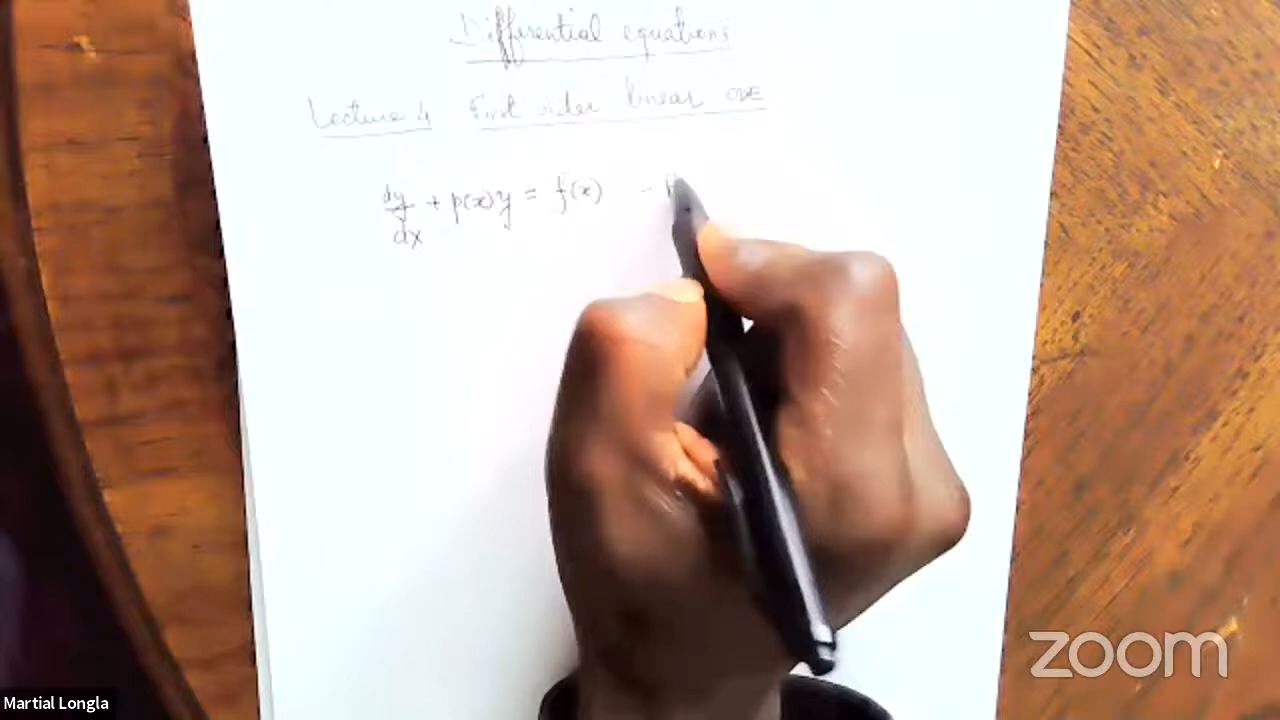 Differential equations
Lecture 4 First order linear ODE
dy/dx + p(x)y = f(x) -
zoom
Martial Longla